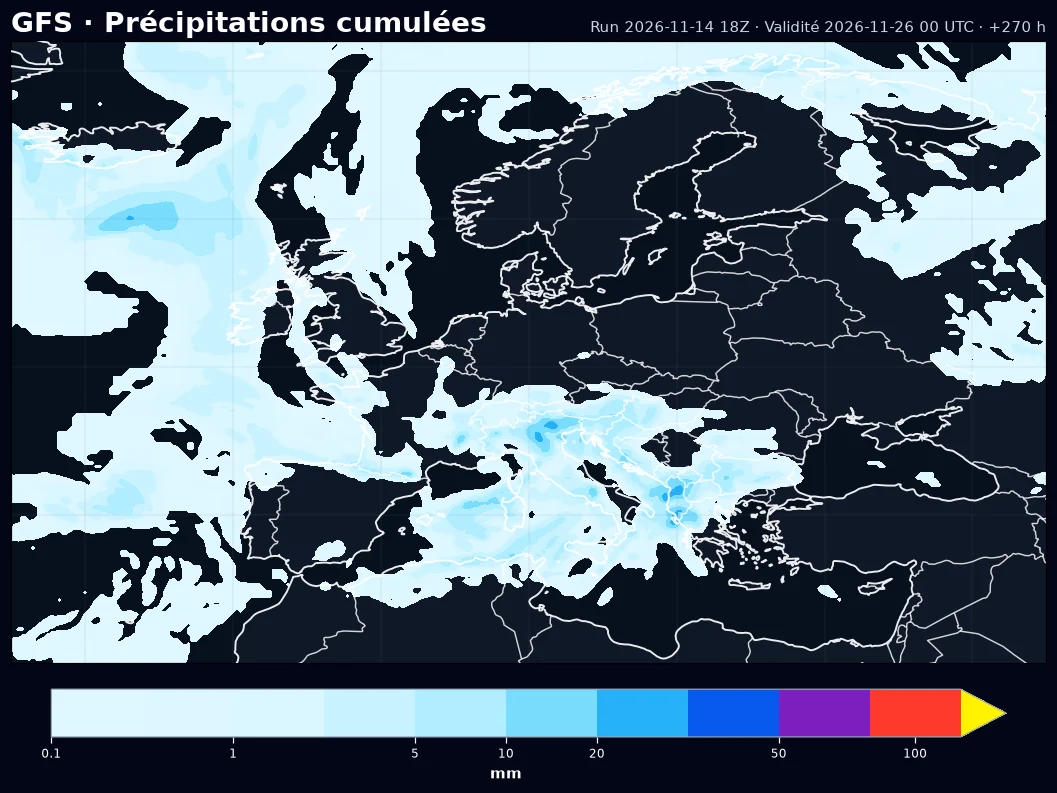 GFS · Précipitations cumulées
Run 2026-11-14 18Z · Validité 2026-11-26 00 UTC · +270 h
0.1 1 5 10 20 50 100
mm